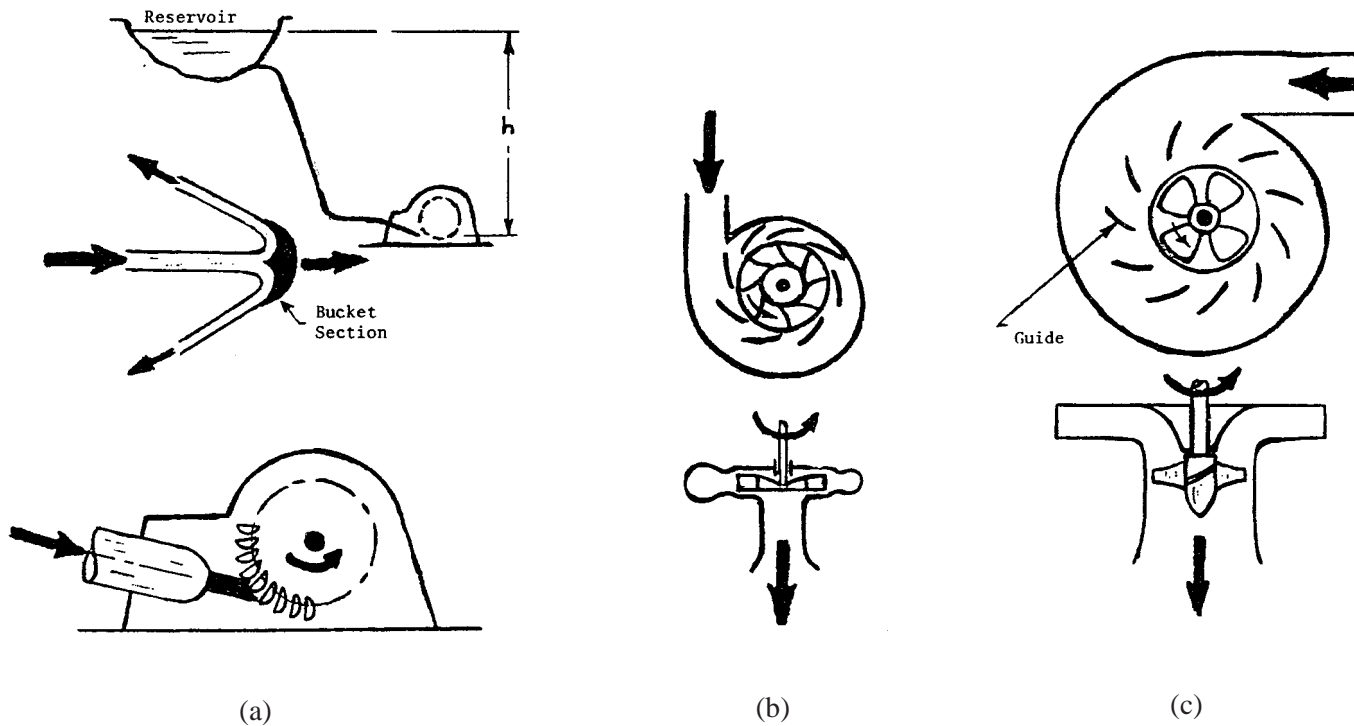 Reservoir
h
Bucket
Section
Guide
(a)
(b)
(c)